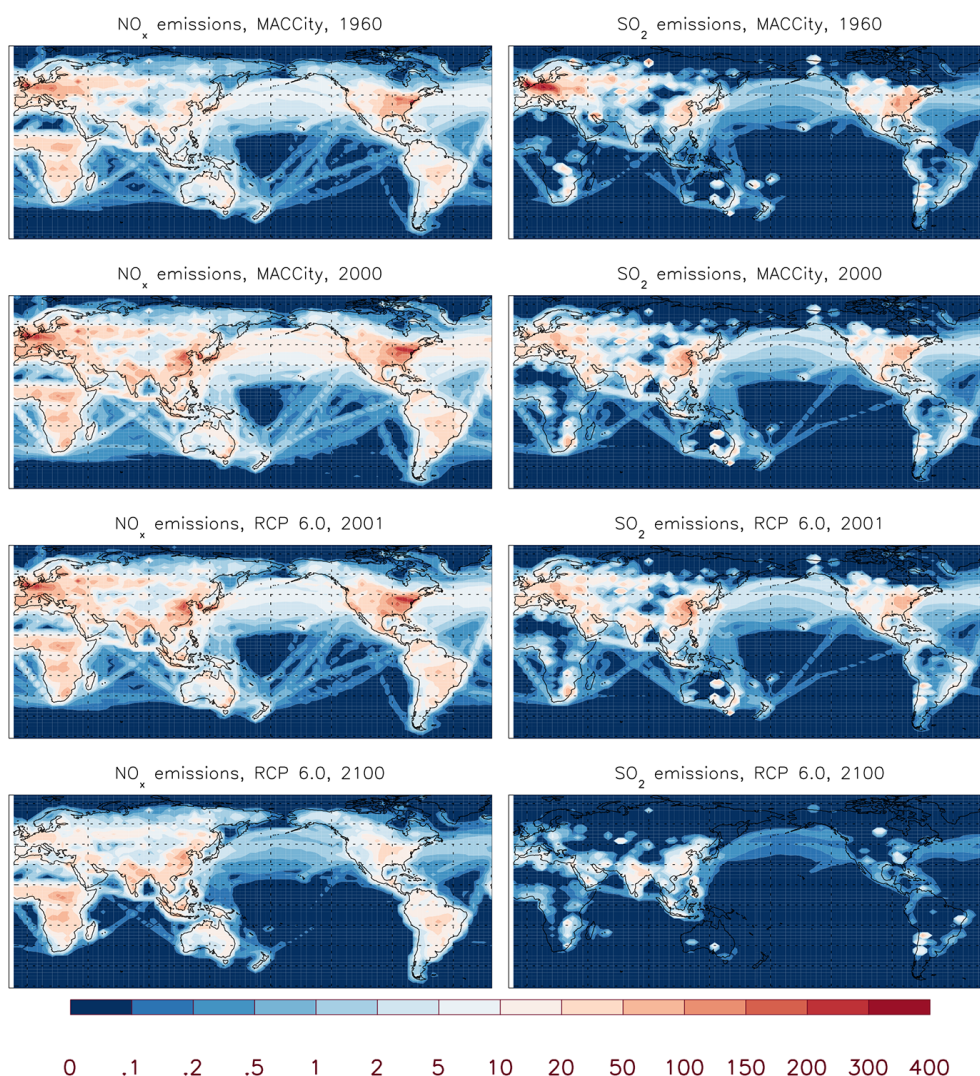 NOx emissions, MACCity, 1960
SO2 emissions, MACCity, 1960
NOx emissions, MACCity, 2000
SO2 emissions, MACCity, 2000
NOx emissions, RCP 6.0, 2001
SO2 emissions, RCP 6.0, 2001
NOx emissions, RCP 6.0, 2100
SO2 emissions, RCP 6.0, 2100
0 .1 .2 .5 1 2 5 10 20 50 100 150 200 300 400